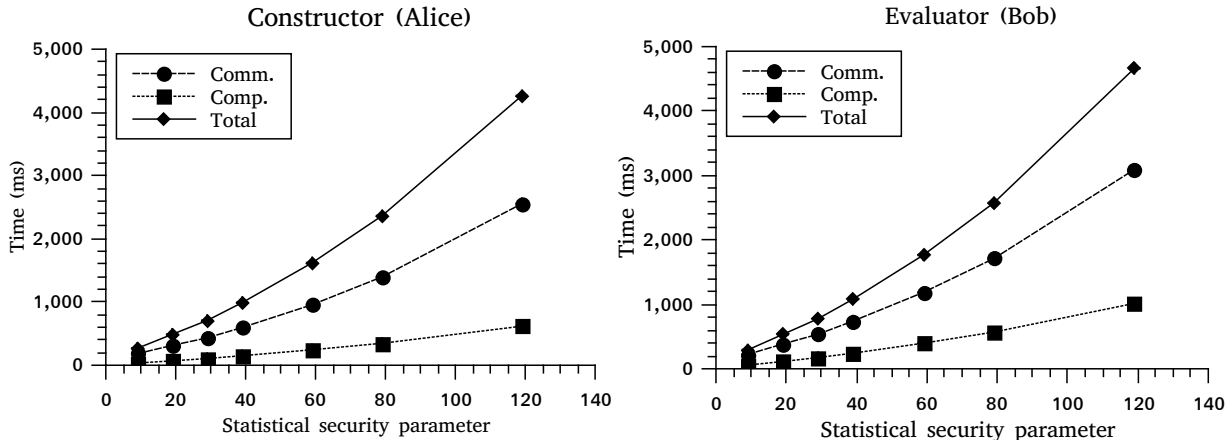 Constructor (Alice)
5,000
4,000
3,000
2,000
1,000
0
Time (ms)
Comm.
Comp.
Total
0 20 40 60 80 100 120 140
Statistical security parameter
Evaluator (Bob)
5,000
4,000
3,000
2,000
1,000
0
Time (ms)
Comm.
Comp.
Total
0 20 40 60 80 100 120 140
Statistical security parameter